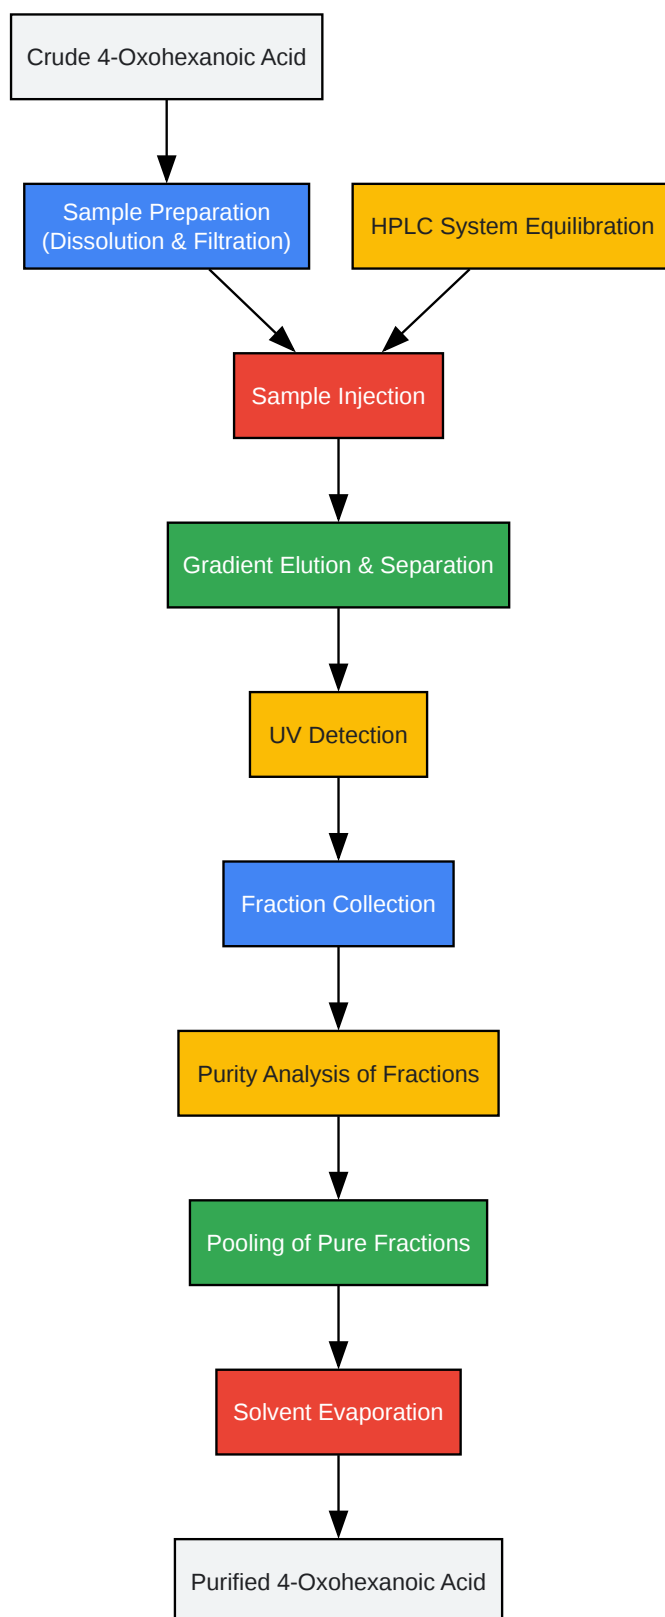 Crude 4-Oxohexanoic Acid
Sample Preparation
(Dissolution & Filtration)
HPLC System Equilibration
Sample Injection
Gradient Elution & Separation
UV Detection
Fraction Collection
Purity Analysis of Fractions
Pooling of Pure Fractions
Solvent Evaporation
Purified 4-Oxohexanoic Acid